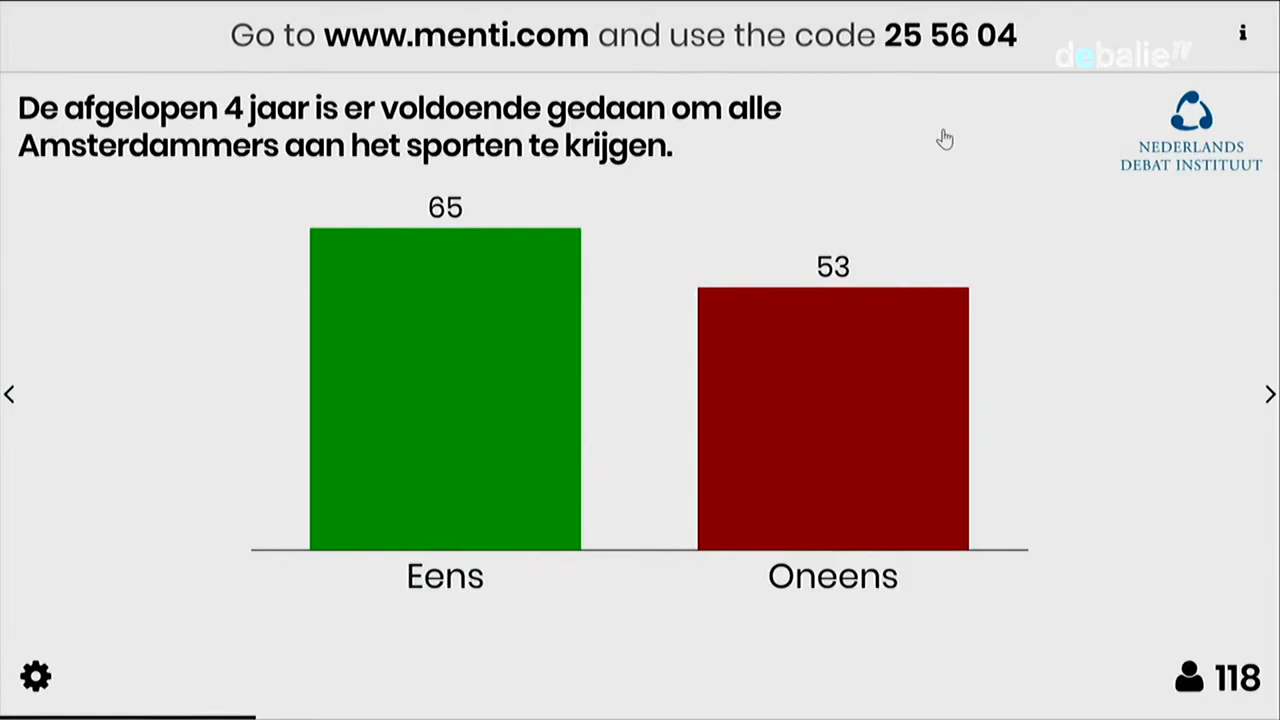 Go to www.menti.com and use the code 25 56 04
i
debalieTV
De afgelopen 4 jaar is er voldoende gedaan om alle
Amsterdammers aan het sporten te krijgen.
NEDERLANDS
DEBAT INSTITUUT
65
53
Eens
Oneens
118